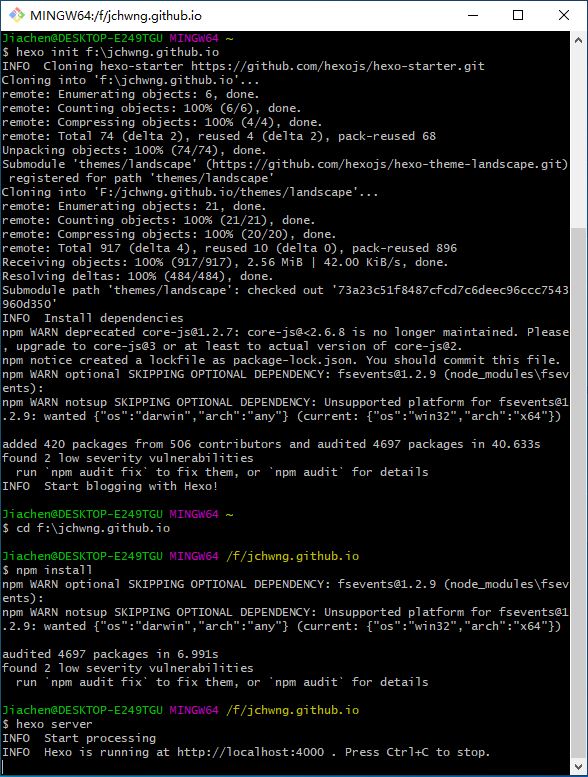 MINGW64:/f/jchwng.github.io
Jiachen@DESKTOP-E249TGU MINGW64 ~
$ hexo init f:\jchwng.github.io
INFO  Cloning hexo-starter https://github.com/hexojs/hexo-starter.git
Cloning into 'f:\jchwng.github.io'...
remote: Enumerating objects: 6, done.
remote: Counting objects: 100% (6/6), done.
remote: Compressing objects: 100% (4/4), done.
remote: Total 74 (delta 2), reused 4 (delta 2), pack-reused 68
Unpacking objects: 100% (74/74), done.
Submodule 'themes/landscape' (https://github.com/hexojs/hexo-theme-landscape.git)
 registered for path 'themes/landscape'
Cloning into 'F:/jchwng.github.io/themes/landscape'...
remote: Enumerating objects: 21, done.
remote: Counting objects: 100% (21/21), done.
remote: Compressing objects: 100% (20/20), done.
remote: Total 917 (delta 4), reused 10 (delta 0), pack-reused 896
Receiving objects: 100% (917/917), 2.56 MiB | 42.00 KiB/s, done.
Resolving deltas: 100% (484/484), done.
Submodule path 'themes/landscape': checked out '73a23c51f8487cfcd7c6deec96ccc7543
960d350'
INFO  Install dependencies
npm WARN deprecated core-js@1.2.7: core-js@<2.6.8 is no longer maintained. Please
, upgrade to core-js@3 or at least to actual version of core-js@2.
npm notice created a lockfile as package-lock.json. You should commit this file.
npm WARN optional SKIPPING OPTIONAL DEPENDENCY: fsevents@1.2.9 (node_modules\fsev
ents):
npm WARN notsup SKIPPING OPTIONAL DEPENDENCY: Unsupported platform for fsevents@1
.2.9: wanted {"os":"darwin","arch":"any"} (current: {"os":"win32","arch":"x64"})
added 420 packages from 506 contributors and audited 4697 packages in 40.633s
found 2 low severity vulnerabilities
  run `npm audit fix` to fix them, or `npm audit` for details
INFO  Start blogging with Hexo!
Jiachen@DESKTOP-E249TGU MINGW64 ~
$ cd f:\jchwng.github.io
Jiachen@DESKTOP-E249TGU MINGW64 /f/jchwng.github.io
$ npm install
npm WARN optional SKIPPING OPTIONAL DEPENDENCY: fsevents@1.2.9 (node_modules\fsev
ents):
npm WARN notsup SKIPPING OPTIONAL DEPENDENCY: Unsupported platform for fsevents@1
.2.9: wanted {"os":"darwin","arch":"any"} (current: {"os":"win32","arch":"x64"})
audited 4697 packages in 6.991s
found 2 low severity vulnerabilities
  run `npm audit fix` to fix them, or `npm audit` for details
Jiachen@DESKTOP-E249TGU MINGW64 /f/jchwng.github.io
$ hexo server
INFO  Start processing
INFO  Hexo is running at http://localhost:4000 . Press Ctrl+C to stop.